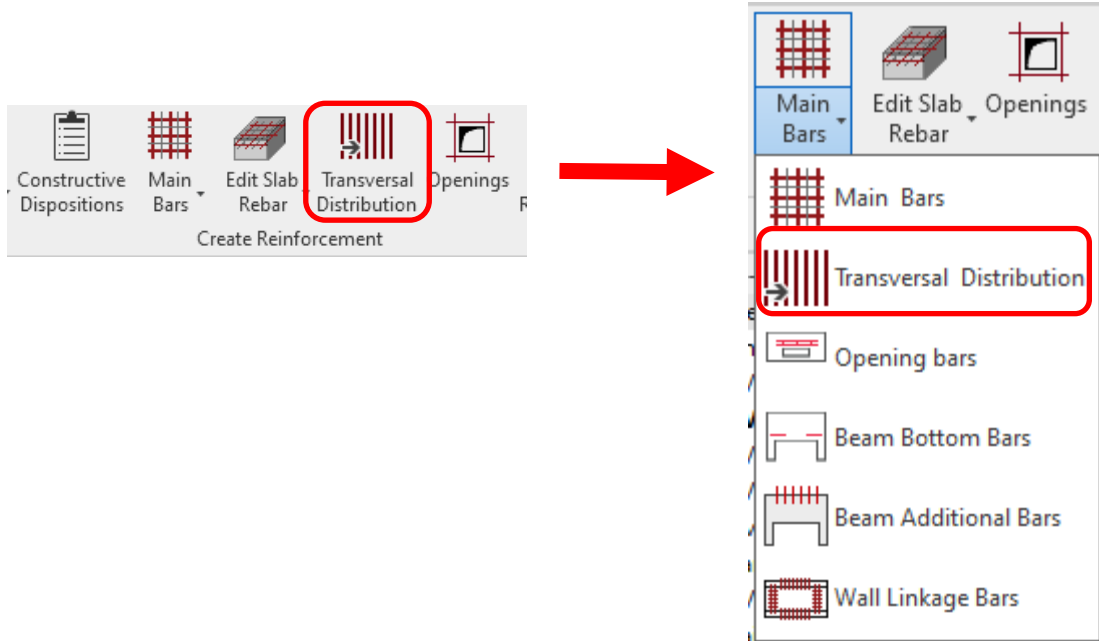 Constructive Dispositions
Main Bars
Edit Slab Rebar
Transversal Distribution
Openings
Create Reinforcement
Main Bars
Edit Slab Rebar
Openings
Main Bars
Transversal Distribution
Opening bars
Beam Bottom Bars
Beam Additional Bars
Wall Linkage Bars